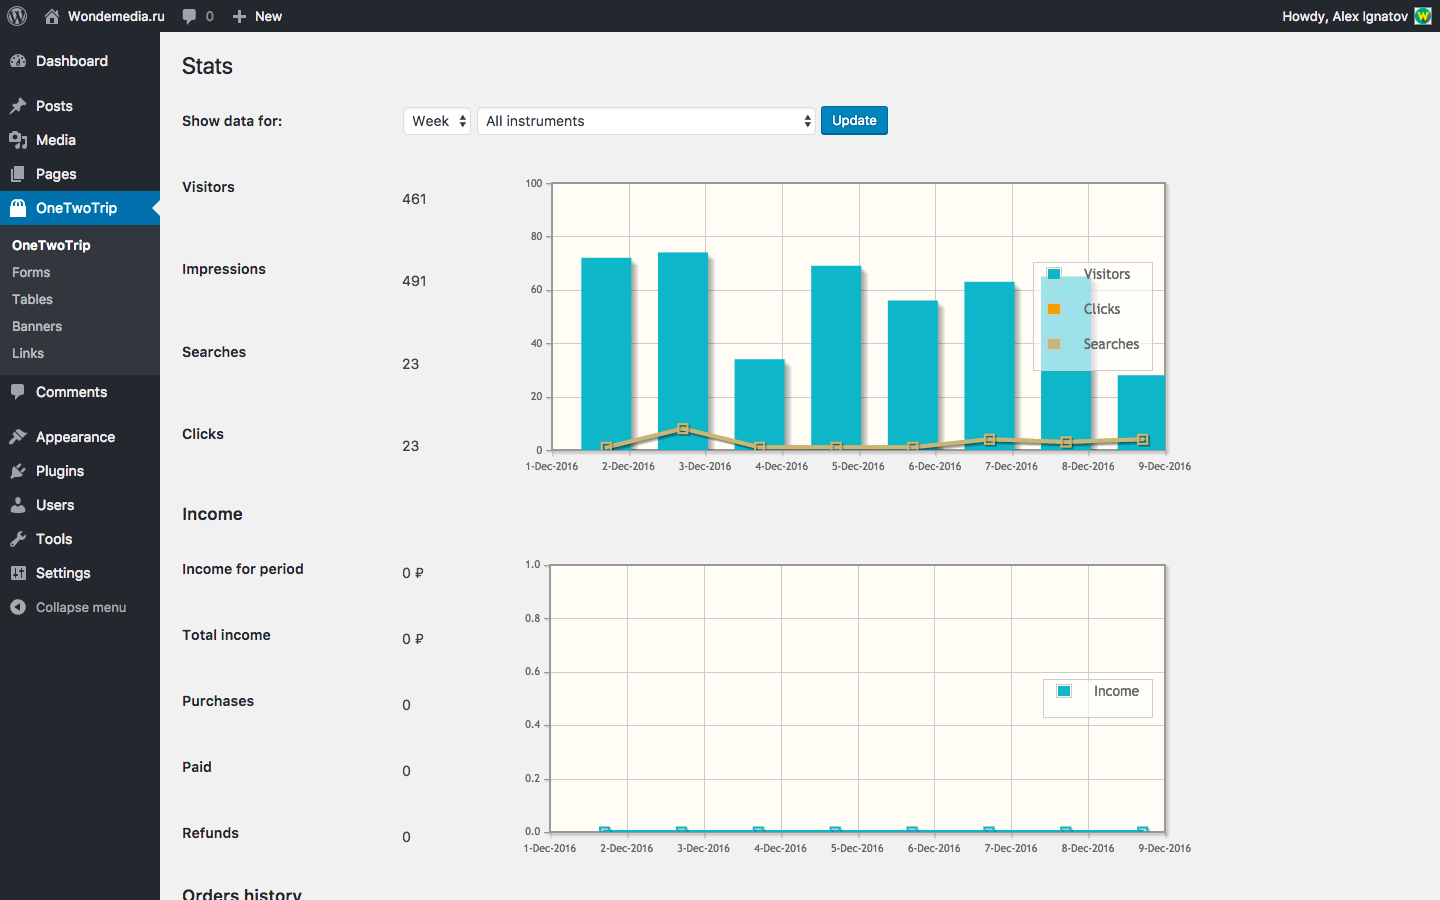 Wondemedia.ru 0 New Howdy, Alex Ignatov
Dashboard
Posts
Media
Pages
OneTwoTrip
OneTwoTrip
Forms
Tables
Banners
Links
Comments
Appearance
Plugins
Users
Tools
Settings
Collapse menu
Stats
Show data for: Week All instruments Update
Visitors 461
Impressions 491
Searches 23
Clicks 23
100
80
60
40
20
0
1-Dec-2016 2-Dec-2016 3-Dec-2016 4-Dec-2016 5-Dec-2016 6-Dec-2016 7-Dec-2016 8-Dec-2016 9-Dec-2016
Visitors
Clicks
Searches
Income
Income for period 0 ₽
Total income 0 ₽
Purchases 0
Paid 0
Refunds 0
1.0
0.8
0.6
0.4
0.2
0.0
1-Dec-2016 2-Dec-2016 3-Dec-2016 4-Dec-2016 5-Dec-2016 6-Dec-2016 7-Dec-2016 8-Dec-2016 9-Dec-2016
Income
Orders history